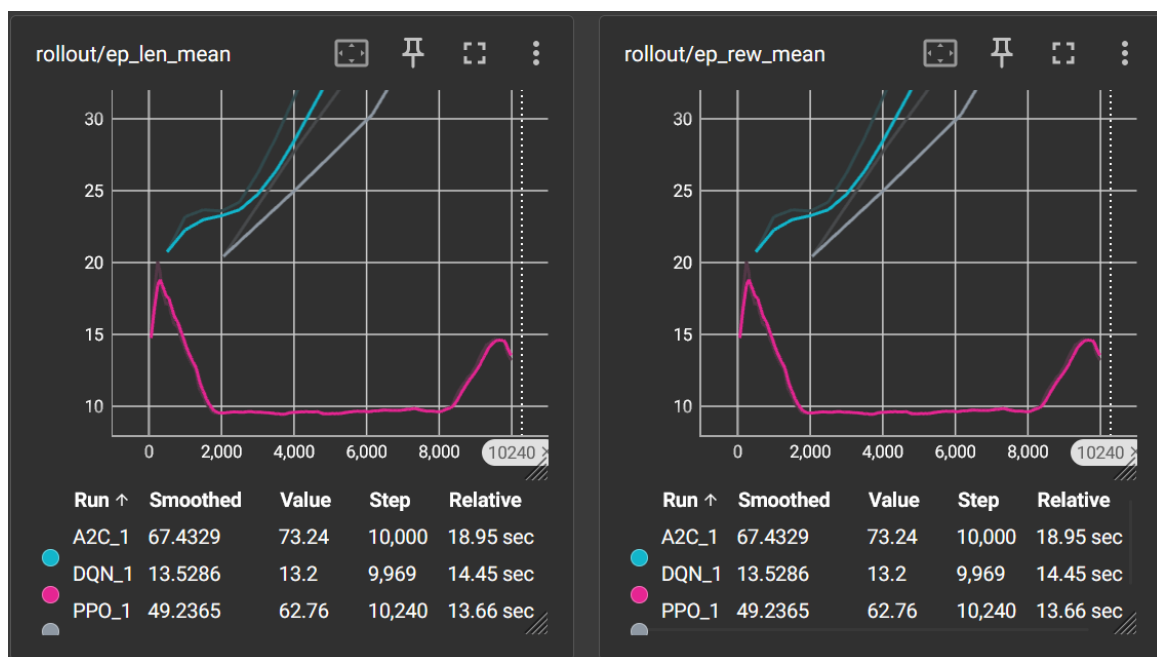 rollout/ep_len_mean
30
25
20
15
10
0 2,000 4,000 6,000 8,000 10240 ×
Run ↑ Smoothed Value Step Relative
A2C_1 67.4329 73.24 10,000 18.95 sec
DQN_1 13.5286 13.2 9,969 14.45 sec
PPO_1 49.2365 62.76 10,240 13.66 sec
rollout/ep_rew_mean
30
25
20
15
10
0 2,000 4,000 6,000 8,000 10240 ×
Run ↑ Smoothed Value Step Relative
A2C_1 67.4329 73.24 10,000 18.95 sec
DQN_1 13.5286 13.2 9,969 14.45 sec
PPO_1 49.2365 62.76 10,240 13.66 sec